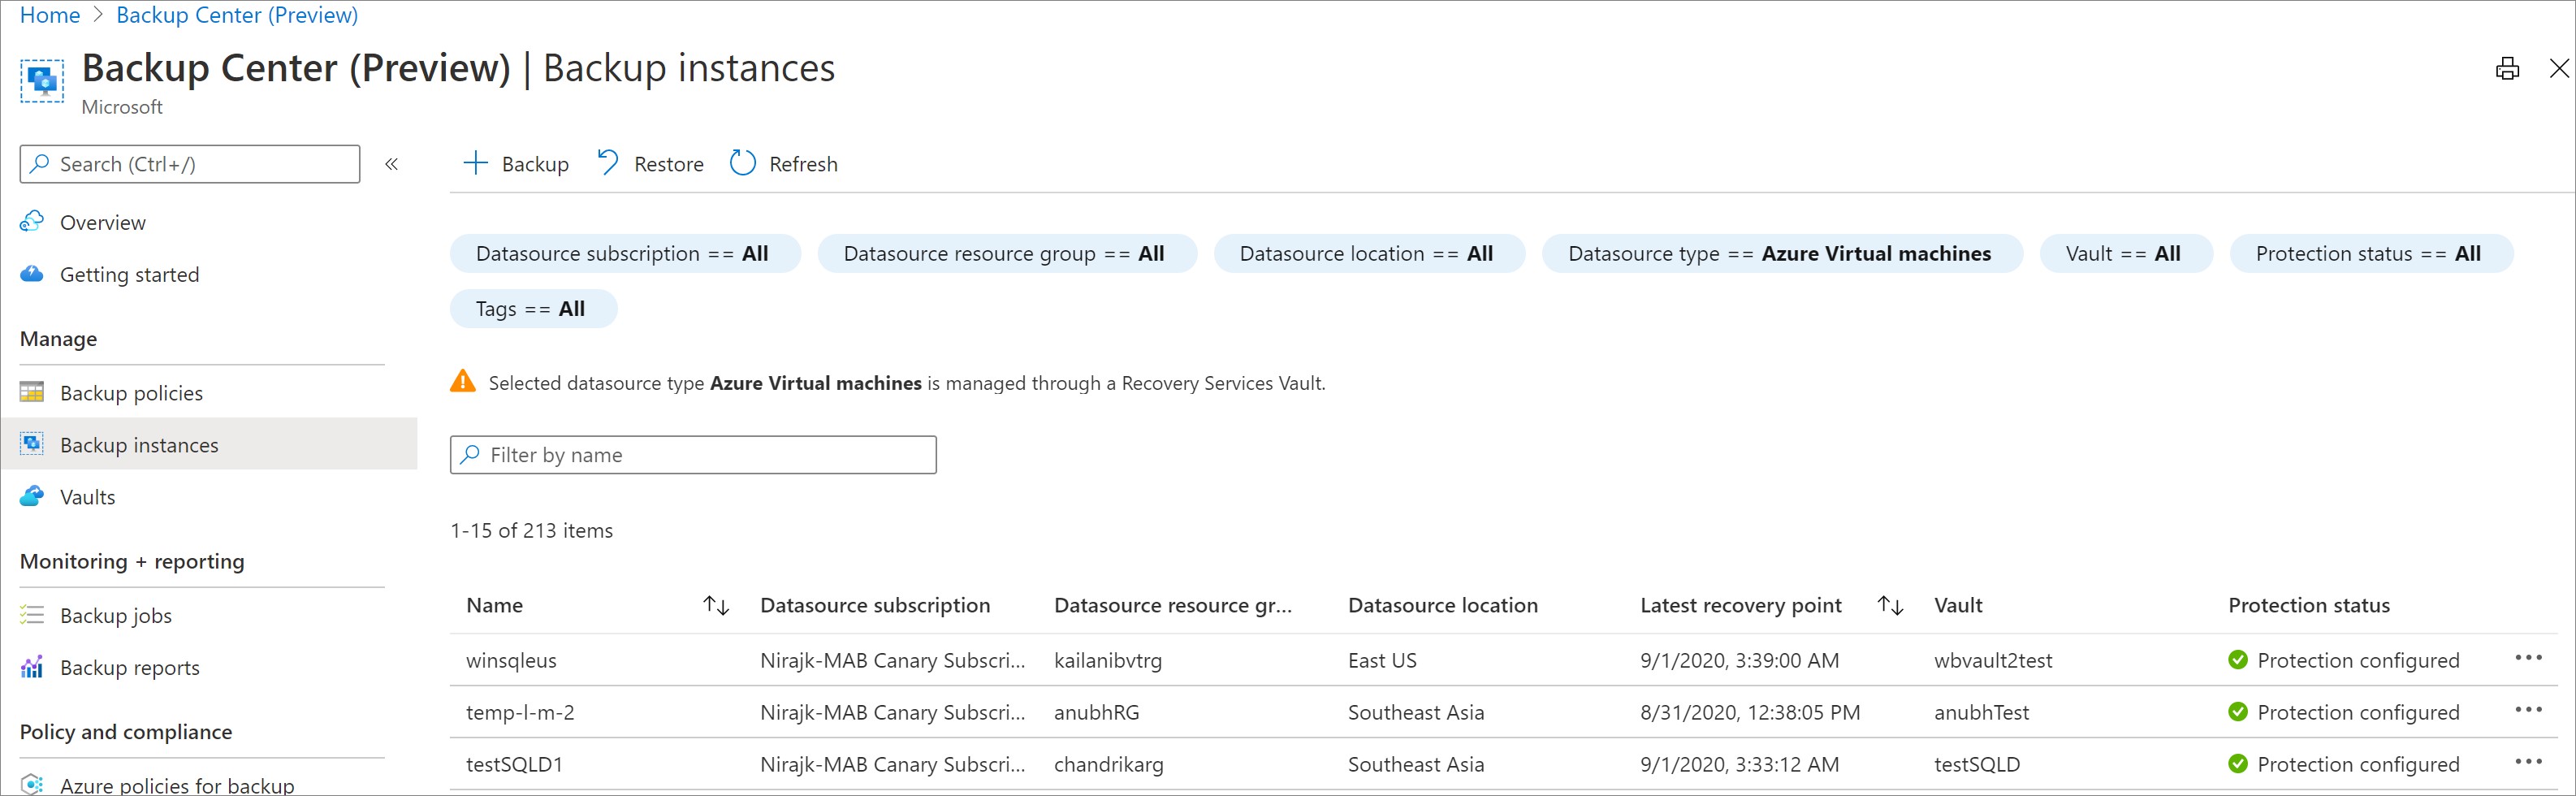 Home > Backup Center (Preview)
Backup Center (Preview) | Backup instances
Microsoft
Search (Ctrl+/)
«
Overview
Getting started
Manage
Backup policies
Backup instances
Vaults
Monitoring + reporting
Backup jobs
Backup reports
Policy and compliance
Azure policies for backup
+ Backup Restore Refresh
Datasource subscription == All Datasource resource group == All Datasource location == All Datasource type == Azure Virtual machines Vault == All Protection status == All
Tags == All
Selected datasource type Azure Virtual machines is managed through a Recovery Services Vault.
Filter by name
1-15 of 213 items
Name Datasource subscription Datasource resource gr... Datasource location Latest recovery point Vault Protection status
winsqleus Nirajk-MAB Canary Subscri... kailanibvtrg East US 9/1/2020, 3:39:00 AM wbvault2test Protection configured ...
temp-l-m-2 Nirajk-MAB Canary Subscri... anubhRG Southeast Asia 8/31/2020, 12:38:05 PM anubhTest Protection configured ...
testSQLD1 Nirajk-MAB Canary Subscri... chandrikarg Southeast Asia 9/1/2020, 3:33:12 AM testSQLD Protection configured ...